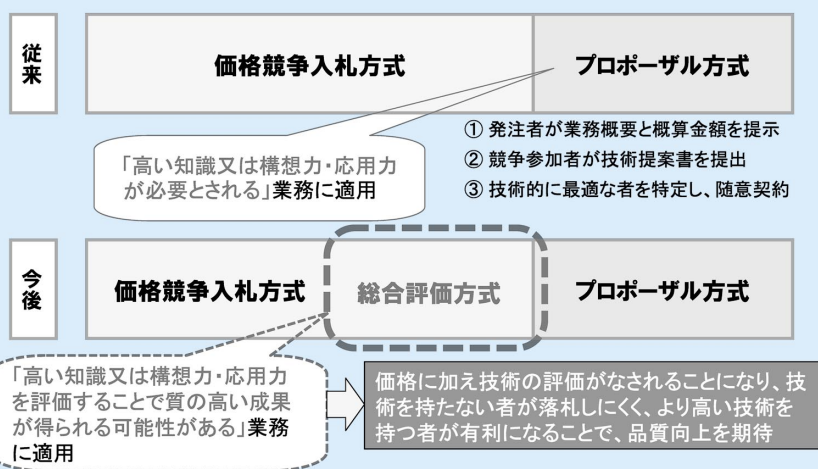 従来
価格競争入札方式
プロポーザル方式
① 発注者が業務概要と概算金額を提示
② 競争参加者が技術提案書を提出
③ 技術的に最適な者を特定し、随意契約
「高い知識又は構想力・応用力
が必要とされる」業務に適用
今後
価格競争入札方式
総合評価方式
プロポーザル方式
「高い知識又は構想力・応用力
を評価することで質の高い成果
が得られる可能性がある」業務
に適用
価格に加え技術の評価がなされることになり、技
術を持たない者が落札しにくく、より高い技術を
持つ者が有利になることで、品質向上を期待